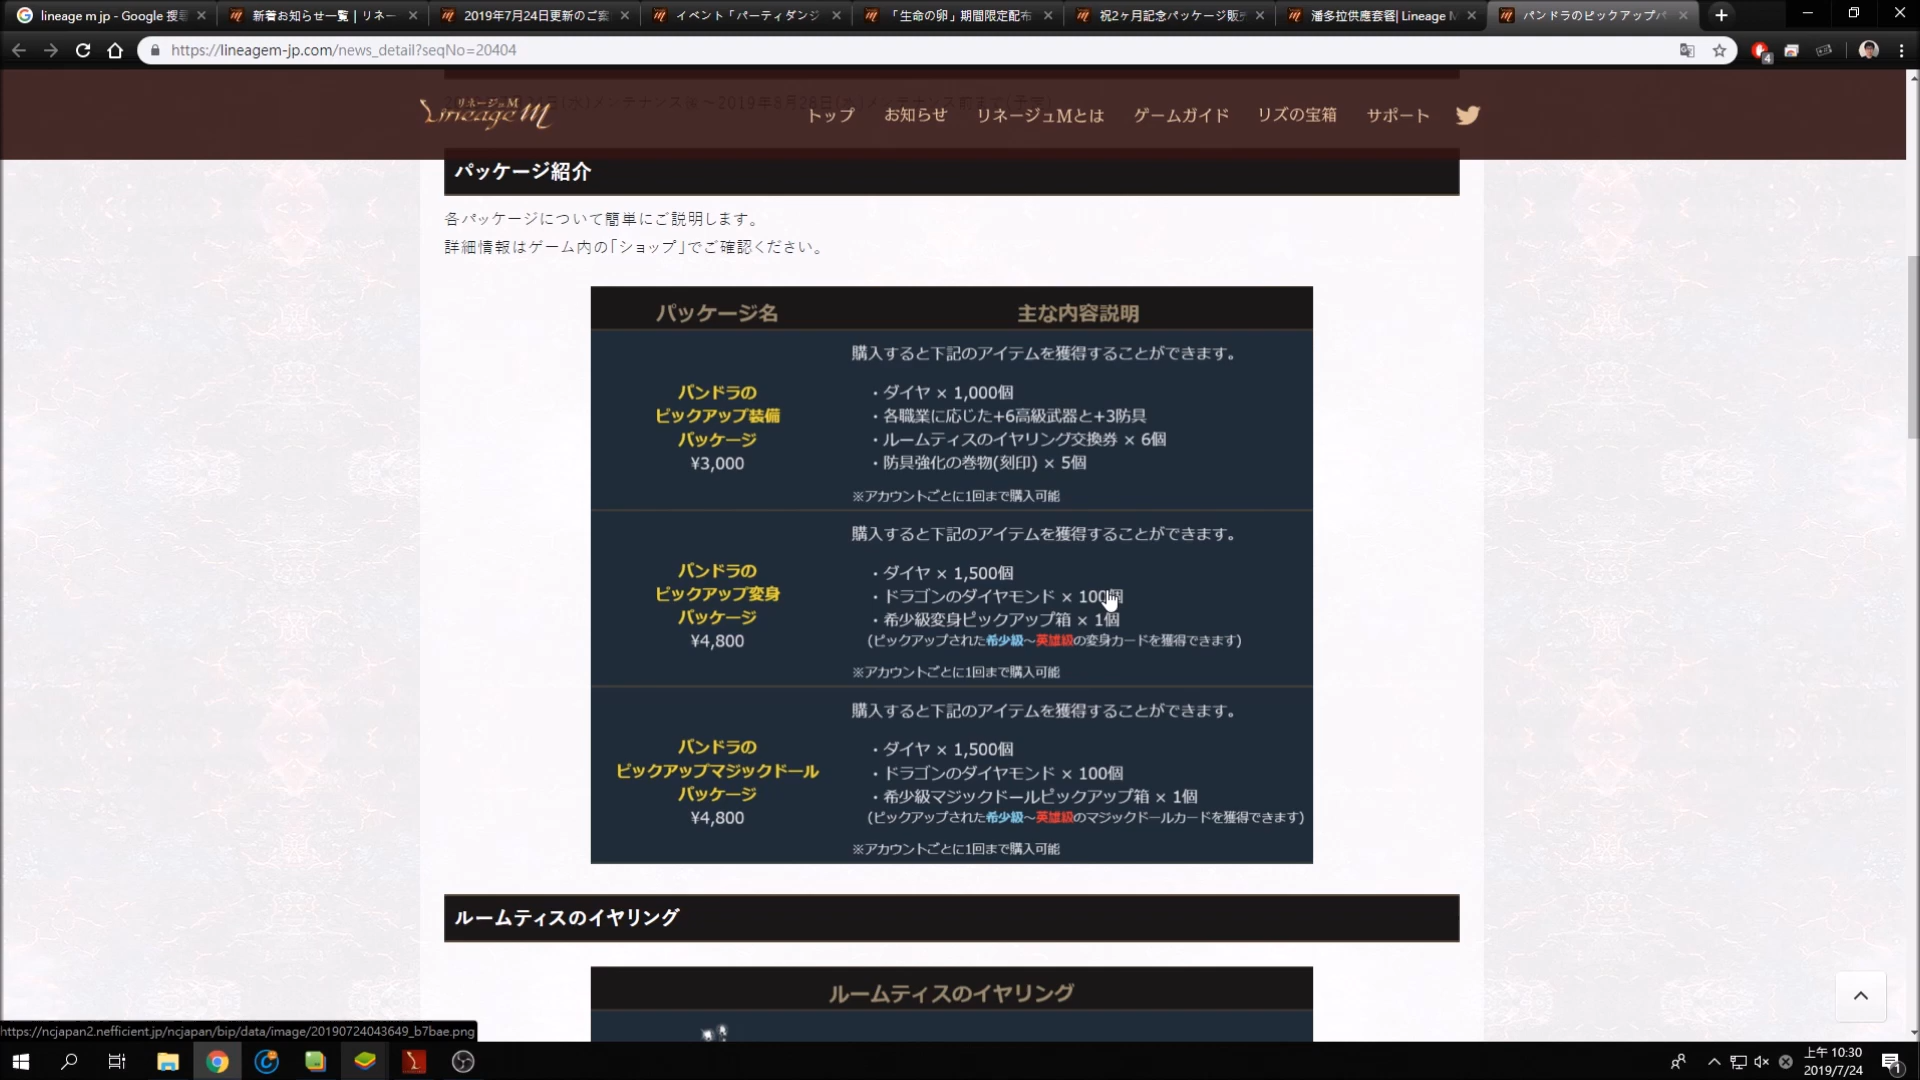 lineage m jp - Google 搜尋
新着お知らせ一覧 | リネー
2019年7月24日更新のご案
イベント「パーティダンジ
「生命の卵」期間限定配布
祝2ヶ月記念パッケージ販売
潘多拉供應套餐| Lineage M
パンドラのピックアップパ
https://lineagem-jp.com/news_detail?seqNo=20404
4
リネージュM
Lineage M
トップ
お知らせ
リネージュMとは
ゲームガイド
リズの宝箱
サポート
パッケージ紹介
各パッケージについて簡単にご説明します。
詳細情報はゲーム内の「ショップ」でご確認ください。
パッケージ名
主な内容説明
パンドラの
ピックアップ装備
パッケージ
¥3,000
購入すると下記のアイテムを獲得することができます。
・ダイヤ × 1,000個
・各職業に応じた+6高級武器と+3防具
・ルームティスのイヤリング交換券 × 6個
・防具強化の巻物(刻印) × 5個
※アカウントごとに1回まで購入可能
パンドラの
ピックアップ変身
パッケージ
¥4,800
購入すると下記のアイテムを獲得することができます。
・ダイヤ × 1,500個
・ドラゴンのダイヤモンド × 100個
・希少級変身ピックアップ箱 × 1個
(ピックアップされた希少級～英雄級の変身カードを獲得できます)
※アカウントごとに1回まで購入可能
パンドラの
ピックアップマジックドール
パッケージ
¥4,800
購入すると下記のアイテムを獲得することができます。
・ダイヤ × 1,500個
・ドラゴンのダイヤモンド × 100個
・希少級マジックドールピックアップ箱 × 1個
(ピックアップされた希少級～英雄級のマジックドールカードを獲得できます)
※アカウントごとに1回まで購入可能
ルームティスのイヤリング
ルームティスのイヤリング
https://ncjapan2.nefficient.jp/ncjapan/bip/data/image/20190724043649_b7bae.png
上午 10:30
2019/7/24
1